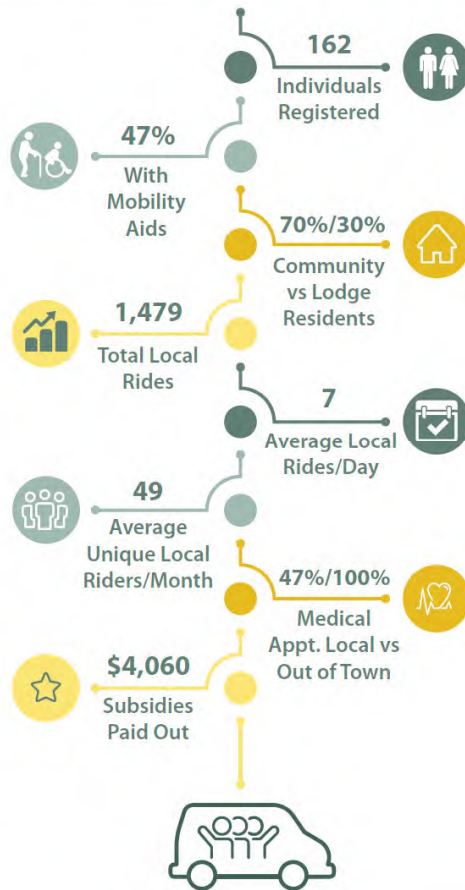 162
Individuals
Registered
47%
With
Mobility
Aids
70%/30%
Community
vs Lodge
Residents
1,479
Total Local
Rides
7
Average Local
Rides/Day
49
Average
Unique Local
Riders/Month
47%/100%
Medical
Appt. Local vs
Out of Town
$4,060
Subsidies
Paid Out